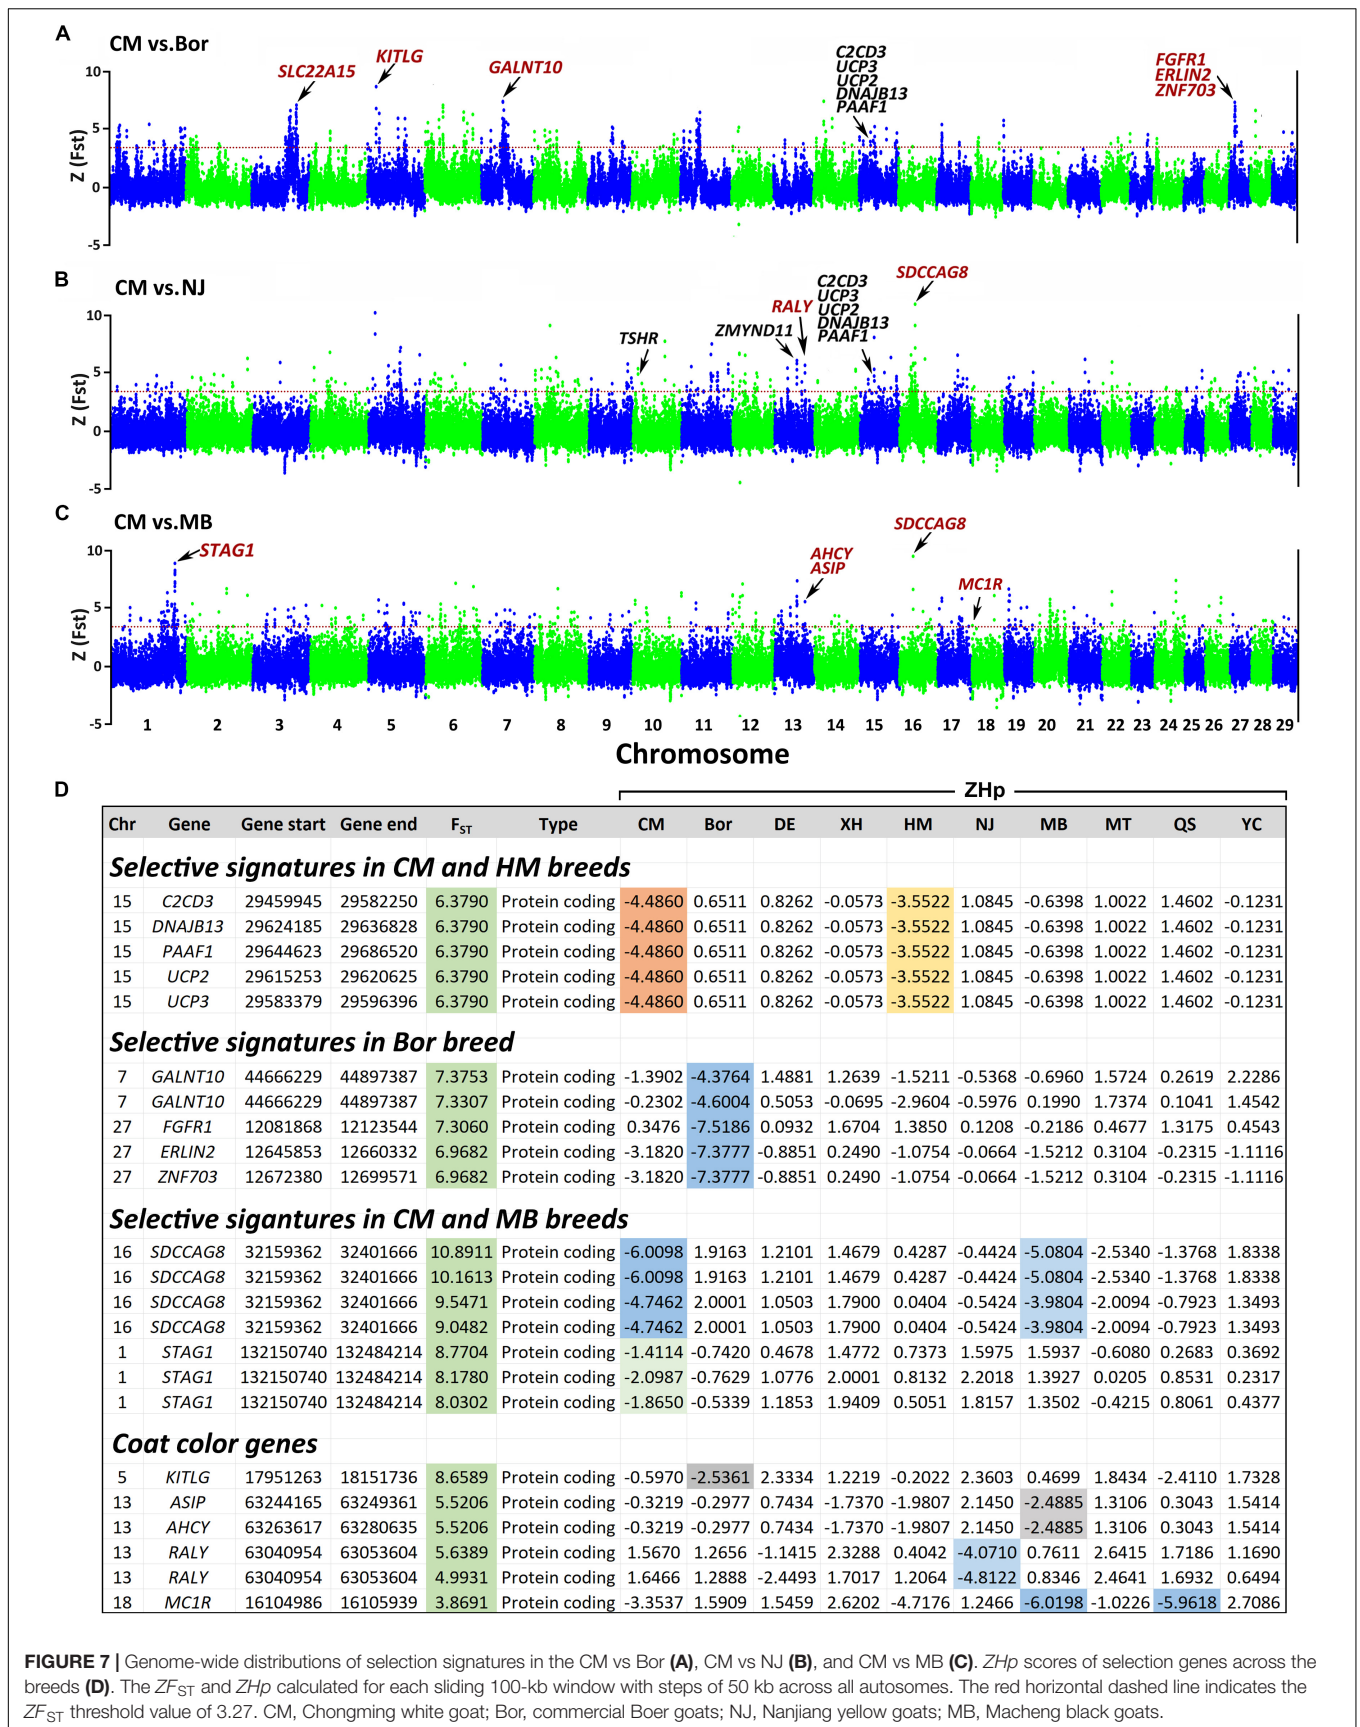 A
CM vs.Bor
SLC22A15
KITLG
GALNT10
C2CD3
UCP3
UCP2
DNAJB13
PAAF1
FGFR1
ERLIN2
ZNF703
Z (Fst)
10
5
0
-5
B
CM vs.NJ
TSHR
ZMYND11
RALY
C2CD3
UCP3
UCP2
DNAJB13
PAAF1
SDCCAG8
Z (Fst)
10
5
0
-5
C
CM vs.MB
STAG1
AHCY
ASIP
SDCCAG8
MC1R
Z (Fst)
10
5
0
-5
1 2 3 4 5 6 7 8 9 10 11 12 13 14 15 16 17 18 19 20 21 22 23 24 25 26 27 28 29
Chromosome
D
ZHp
Chr Gene Gene start Gene end FST Type CM Bor DE XH HM NJ MB MT QS YC
Selective signatures in CM and HM breeds
15 C2CD3 29459945 29582250 6.3790 Protein coding -4.4860 0.6511 0.8262 -0.0573 -3.5522 1.0845 -0.6398 1.0022 1.4602 -0.1231
15 DNAJB13 29624185 29636828 6.3790 Protein coding -4.4860 0.6511 0.8262 -0.0573 -3.5522 1.0845 -0.6398 1.0022 1.4602 -0.1231
15 PAAF1 29644623 29686520 6.3790 Protein coding -4.4860 0.6511 0.8262 -0.0573 -3.5522 1.0845 -0.6398 1.0022 1.4602 -0.1231
15 UCP2 29615253 29620625 6.3790 Protein coding -4.4860 0.6511 0.8262 -0.0573 -3.5522 1.0845 -0.6398 1.0022 1.4602 -0.1231
15 UCP3 29583379 29596396 6.3790 Protein coding -4.4860 0.6511 0.8262 -0.0573 -3.5522 1.0845 -0.6398 1.0022 1.4602 -0.1231
Selective signatures in Bor breed
7 GALNT10 44666229 44897387 7.3753 Protein coding -1.3902 -4.3764 1.4881 1.2639 -1.5211 -0.5368 -0.6960 1.5724 0.2619 2.2286
7 GALNT10 44666229 44897387 7.3307 Protein coding -0.2302 -4.6004 0.5053 -0.0695 -2.9604 -0.5976 0.1990 1.7374 0.1041 1.4542
27 FGFR1 12081868 12123544 7.3060 Protein coding 0.3476 -7.5186 0.0932 1.6704 1.3850 0.1208 -0.2186 0.4677 1.3175 0.4543
27 ERLIN2 12645853 12660332 6.9682 Protein coding -3.1820 -7.3777 -0.8851 0.2490 -1.0754 -0.0664 -1.5212 0.3104 -0.2315 -1.1116
27 ZNF703 12672380 12699571 6.9682 Protein coding -3.1820 -7.3777 -0.8851 0.2490 -1.0754 -0.0664 -1.5212 0.3104 -0.2315 -1.1116
Selective sigantures in CM and MB breeds
16 SDCCAG8 32159362 32401666 10.8911 Protein coding -6.0098 1.9163 1.2101 1.4679 0.4287 -0.4424 -5.0804 -2.5340 -1.3768 1.8338
16 SDCCAG8 32159362 32401666 10.1613 Protein coding -6.0098 1.9163 1.2101 1.4679 0.4287 -0.4424 -5.0804 -2.5340 -1.3768 1.8338
16 SDCCAG8 32159362 32401666 9.5471 Protein coding -4.7462 2.0001 1.0503 1.7900 0.0404 -0.5424 -3.9804 -2.0094 -0.7923 1.3493
16 SDCCAG8 32159362 32401666 9.0482 Protein coding -4.7462 2.0001 1.0503 1.7900 0.0404 -0.5424 -3.9804 -2.0094 -0.7923 1.3493
1 STAG1 132150740 132484214 8.7704 Protein coding -1.4114 -0.7420 0.4678 1.4772 0.7373 1.5975 1.5937 -0.6080 0.2683 0.3692
1 STAG1 132150740 132484214 8.1780 Protein coding -2.0987 -0.7629 1.0776 2.0001 0.8132 2.2018 1.3927 0.0205 0.8531 0.2317
1 STAG1 132150740 132484214 8.0302 Protein coding -1.8650 -0.5339 1.1853 1.9409 0.5051 1.8157 1.3502 -0.4215 0.8061 0.4377
Coat color genes
5 KITLG 17951263 18151736 8.6589 Protein coding -0.5970 -2.5361 2.3334 1.2219 -0.2022 2.3603 0.4699 1.8434 -2.4110 1.7328
13 ASIP 63244165 63249361 5.5206 Protein coding -0.3219 -0.2977 0.7434 -1.7370 -1.9807 2.1450 -2.4885 1.3106 0.3043 1.5414
13 AHCY 63263617 63280635 5.5206 Protein coding -0.3219 -0.2977 0.7434 -1.7370 -1.9807 2.1450 -2.4885 1.3106 0.3043 1.5414
13 RALY 63040954 63053604 5.6389 Protein coding 1.5670 1.2656 -1.1415 2.3288 0.4042 -4.0710 0.7611 2.6415 1.7186 1.1690
13 RALY 63040954 63053604 4.9931 Protein coding 1.6466 1.2888 -2.4493 1.7017 1.2064 -4.8122 0.8346 2.4641 1.6932 0.6494
18 MC1R 16104986 16105939 3.8691 Protein coding -3.3537 1.5909 1.5459 2.6202 -4.7176 1.2466 -6.0198 -1.0226 -5.9618 2.7086
FIGURE 7 | Genome-wide distributions of selection signatures in the CM vs Bor (A), CM vs NJ (B), and CM vs MB (C). ZHp scores of selection genes across the
breeds (D). The ZFST and ZHp calculated for each sliding 100-kb window with steps of 50 kb across all autosomes. The red horizontal dashed line indicates the
ZFST threshold value of 3.27. CM, Chongming white goat; Bor, commercial Boer goats; NJ, Nanjiang yellow goats; MB, Macheng black goats.